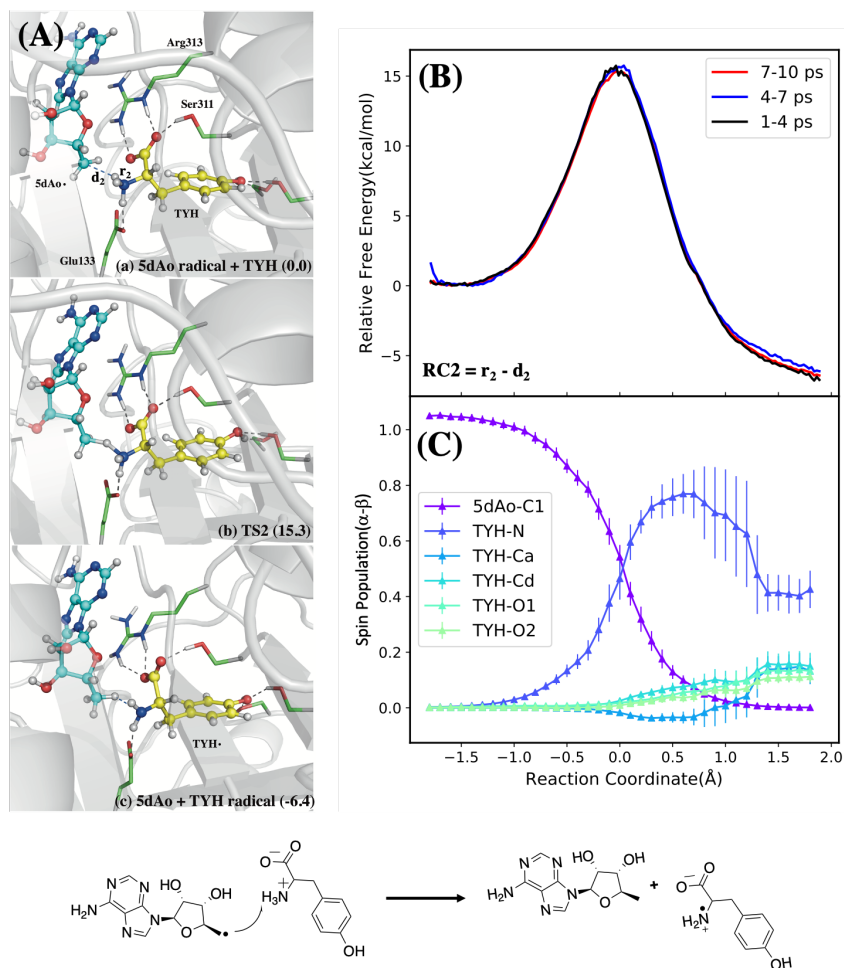 (A)
Arg313
Ser311
5dAo·
d₂
r₂
TYH
Glu133
(a) 5dAo radical + TYH (0.0)
(b) TS2 (15.3)
TYH·
(c) 5dAo + TYH radical (-6.4)
(B)
7-10 ps
4-7 ps
1-4 ps
15
10
5
0
−5
Relative Free Energy(kcal/mol)
RC2 = r₂ - d₂
(C)
5dAo-C1
TYH-N
TYH-Ca
TYH-Cd
TYH-O1
TYH-O2
1.0
0.8
0.6
0.4
0.2
0.0
Spin Population(α-β)
−1.5 −1.0 −0.5 0.0 0.5 1.0 1.5 2.0
Reaction Coordinate(Å)
H₂N N N N N O HO OH
O⁻ O H₃N + OH
H₂N N N N N O HO OH
+
O⁻ O H₂N + OH